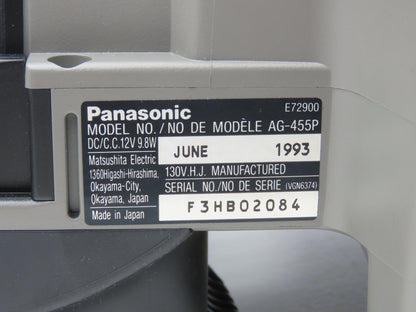 E72900
Panasonic
MODEL NO./NO DE MODÈLE AG-455P
DC/C.C.12V 9.8W
JUNE 1993
Matsushita Electric
1360Higashi-Hirashima,
Okayama-City,
Okayama, Japan
Made in Japan
130V.H.J. MANUFACTURED
SERIAL NO./NO DE SERIE (VGN6374)
F3HB02084